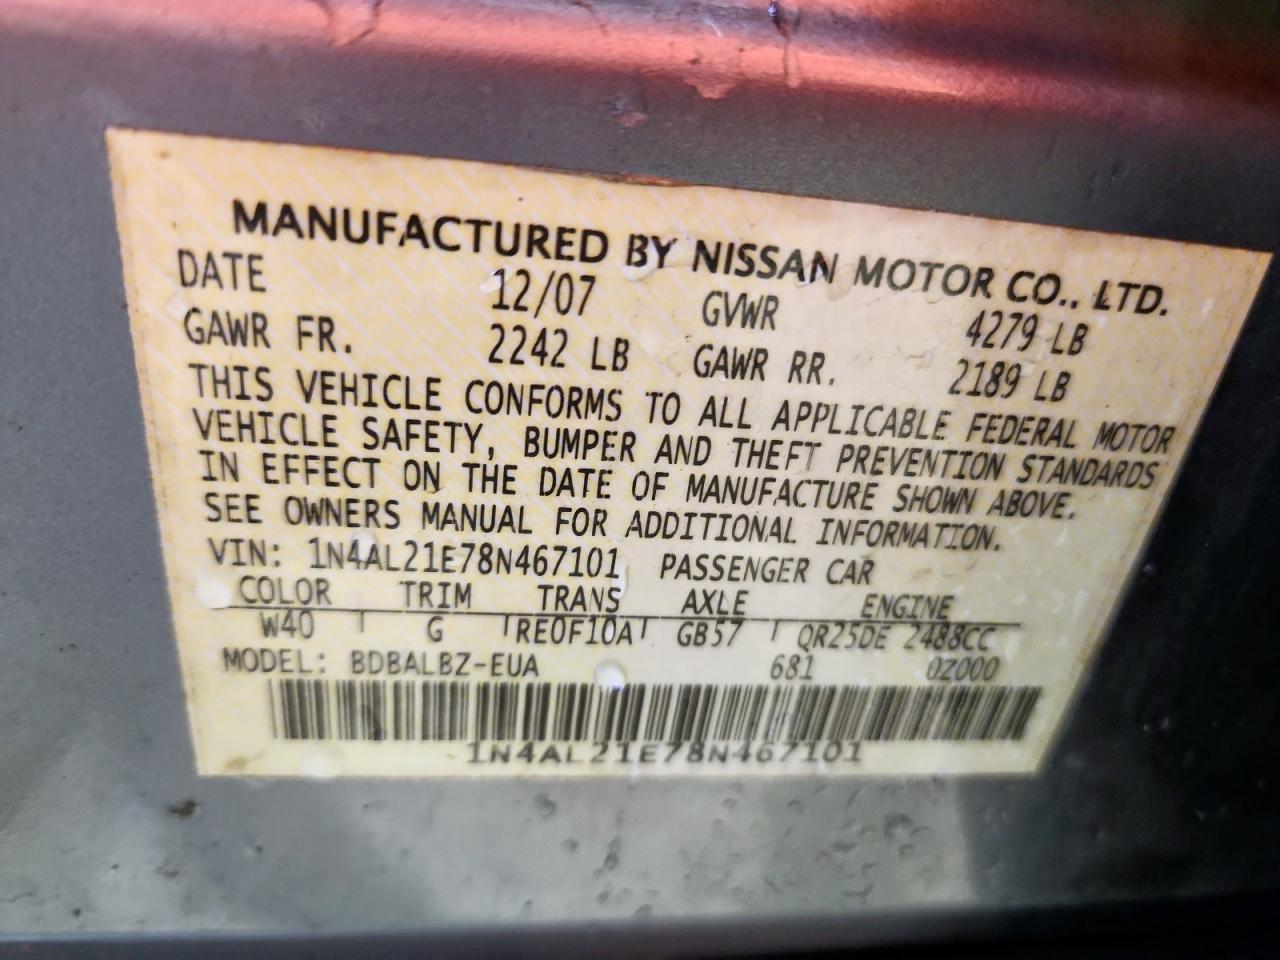 MANUFACTURED BY NISSAN MOTOR CO., LTD.
DATE 12/07 GVWR 4279 LB
GAWR FR. 2242 LB GAWR RR. 2189 LB
THIS VEHICLE CONFORMS TO ALL APPLICABLE FEDERAL MOTOR
VEHICLE SAFETY, BUMPER AND THEFT PREVENTION STANDARDS
IN EFFECT ON THE DATE OF MANUFACTURE SHOWN ABOVE.
SEE OWNERS MANUAL FOR ADDITIONAL INFORMATION.
VIN: 1N4AL21E78N467101 PASSENGER CAR
COLOR TRIM TRANS AXLE ENGINE
W40 G RE0F10A GB57 QR25DE 2488CC
MODEL: BDBALBZ-EUA 681 0Z000
1N4AL21E78N467101